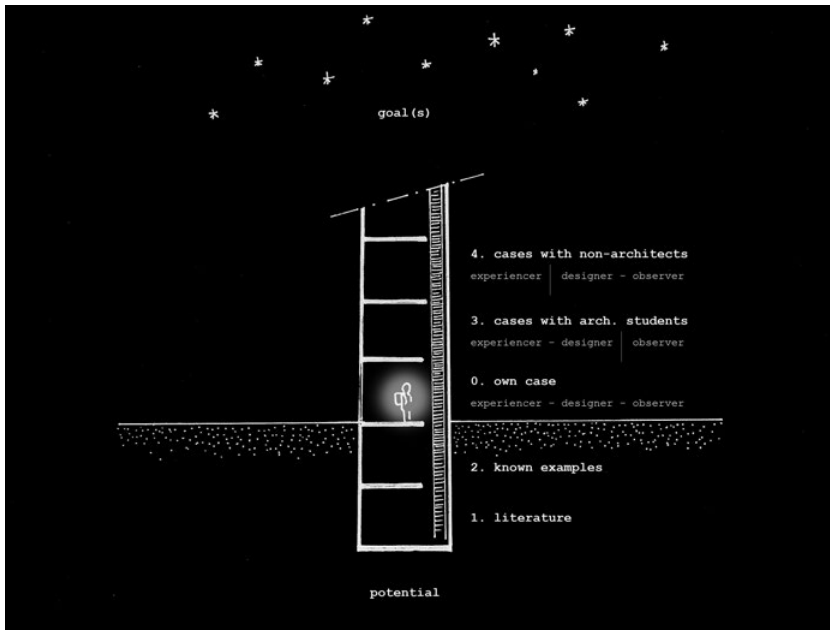 goal(s)
4. cases with non-architects
experiencer | designer - observer
3. cases with arch. students
experiencer - designer | observer
0. own case
experiencer - designer - observer
2. known examples
1. literature
potential